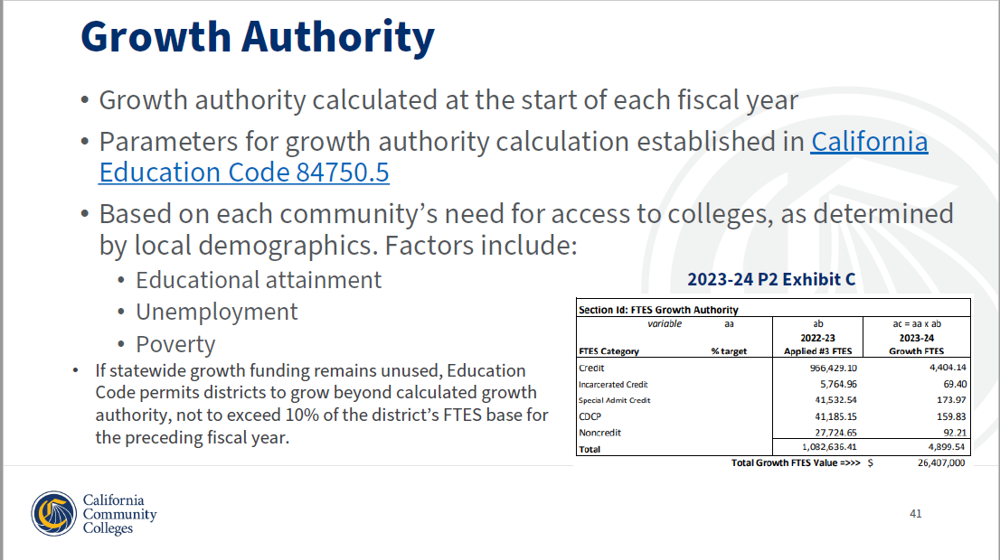 Growth Authority
• Growth authority calculated at the start of each fiscal year
• Parameters for growth authority calculation established in California
Education Code 84750.5
• Based on each community’s need for access to colleges, as determined
by local demographics. Factors include:
• Educational attainment
• Unemployment
• Poverty
• If statewide growth funding remains unused, Education
Code permits districts to grow beyond calculated growth
authority, not to exceed 10% of the district’s FTES base for
the preceding fiscal year.
2023-24 P2 Exhibit C
Section Id: FTES Growth Authority
variable aa ab ac = aa x ab
2022-23 2023-24
FTES Category % target Applied #3 FTES Growth FTES
Credit 966,429.10 4,404.14
Incarcerated Credit 5,764.96 69.40
Special Admit Credit 41,532.54 173.97
CDCP 41,185.15 159.83
Noncredit 27,724.65 92.21
Total 1,082,636.41 4,899.54
Total Growth FTES Value =>>> $ 26,407,000
California
Community
Colleges
41